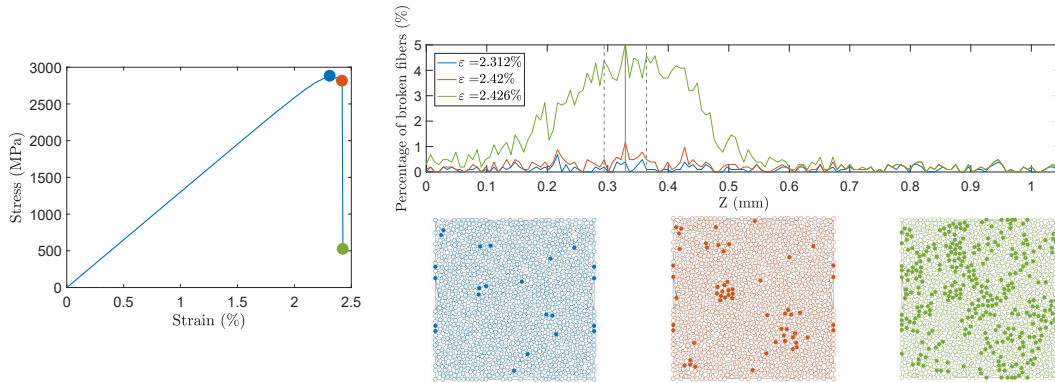 3000
2500
2000
1500
1000
500
0
0 0.5 1 1.5 2 2.5
Stress (MPa)
Strain (%)
Percentage of broken fibers (%)
5
4
3
2
1
0
ε =2.312%
ε =2.42%
ε =2.426%
0 0.1 0.2 0.3 0.4 0.5 0.6 0.7 0.8 0.9 1
Z (mm)